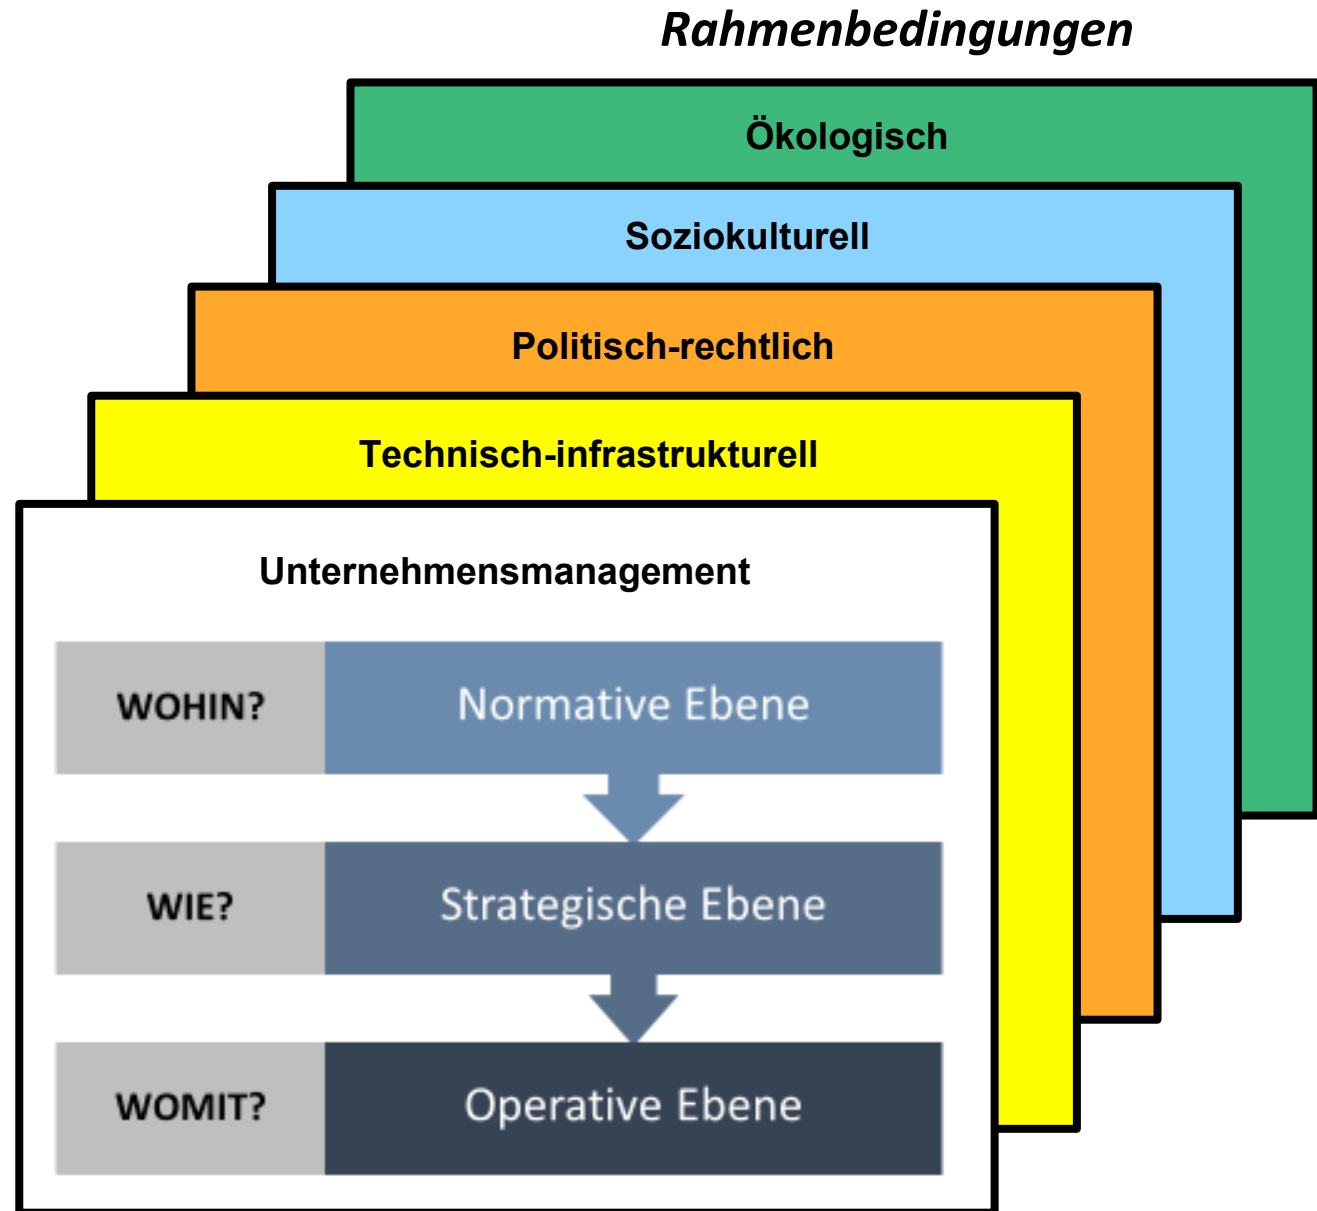 Rahmenbedingungen
Ökologisch
Soziokulturell
Politisch-rechtlich
Technisch-infrastrukturell
Unternehmensmanagement
WOHIN? Normative Ebene
WIE? Strategische Ebene
WOMIT? Operative Ebene